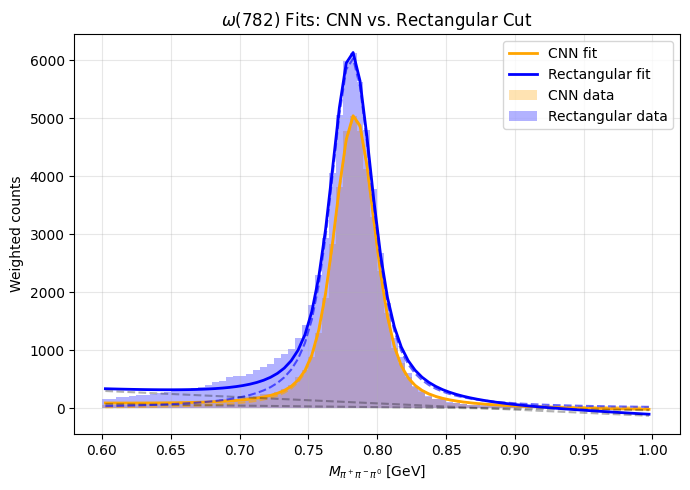 ω(782) Fits: CNN vs. Rectangular Cut
CNN fit
Rectangular fit
CNN data
Rectangular data
Weighted counts
6000
5000
4000
3000
2000
1000
0
0.60 0.65 0.70 0.75 0.80 0.85 0.90 0.95 1.00
M_{π⁺π⁻π⁰} [GeV]